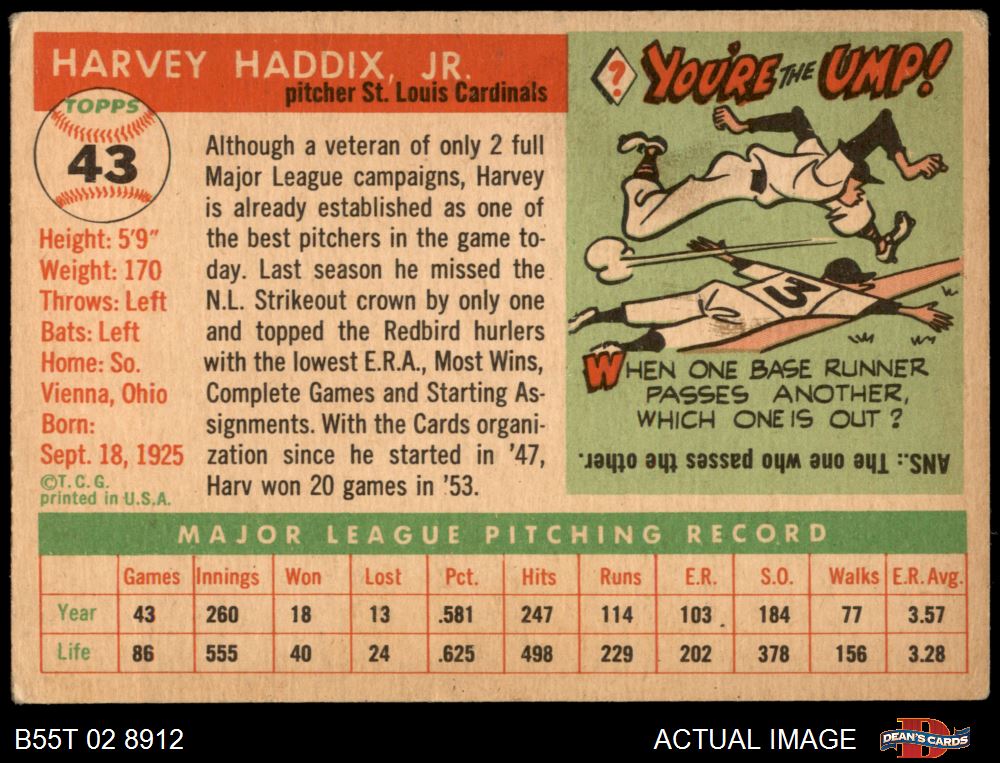 HARVEY HADDIX, JR.
pitcher St. Louis Cardinals
TOPPS
43
Height: 5'9"
Weight: 170
Throws: Left
Bats: Left
Home: So.
Vienna, Ohio
Born:
Sept. 18, 1925
©T.C.G.
printed in U.S.A.
Although a veteran of only 2 full
Major League campaigns, Harvey
is already established as one of
the best pitchers in the game to-
day. Last season he missed the
N.L. Strikeout crown by only one
and topped the Redbird hurlers
with the lowest E.R.A., Most Wins,
Complete Games and Starting As-
signments. With the Cards organi-
zation since he started in '47,
Harv won 20 games in '53.
? YOU'RE THE UMP!
3
WHEN ONE BASE RUNNER
PASSES ANOTHER,
WHICH ONE IS OUT?
ANS.: The one who passes the other.
MAJOR LEAGUE PITCHING RECORD
Games Innings Won Lost Pct. Hits Runs E.R. S.O. Walks E.R.Avg.
Year 43 260 18 13 .581 247 114 103 184 77 3.57
Life 86 555 40 24 .625 498 229 202 378 156 3.28
B55T 02 8912
ACTUAL IMAGE
D
DEAN'S CARDS